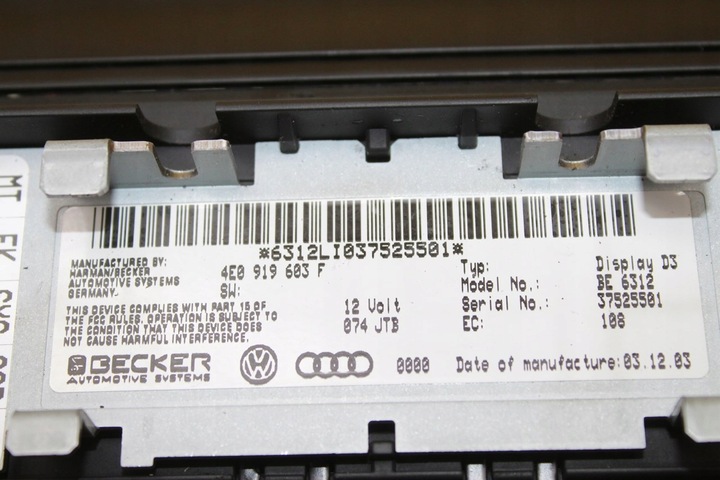 *6312LI037525501*
MANUFACTURED BY:
HARMAN/BECKER
AUTOMOTIVE SYSTEMS
GERMANY.
4E0 919 603 F
SW:
Typ: Display D3
Model No.: BE 6312
Serial No.: 37525501
EC: 108
12 Volt
074 JTB
THIS DEVICE COMPLIES WITH PART 15 OF
THE FCC RULES. OPERATION IS SUBJECT TO
THE CONDITION THAT THIS DEVICE DOES
NOT CAUSE HARMFUL INTERFERENCE.
BECKER
AUTOMOTIVE SYSTEMS
0000 Date of manufacture: 03.12.03